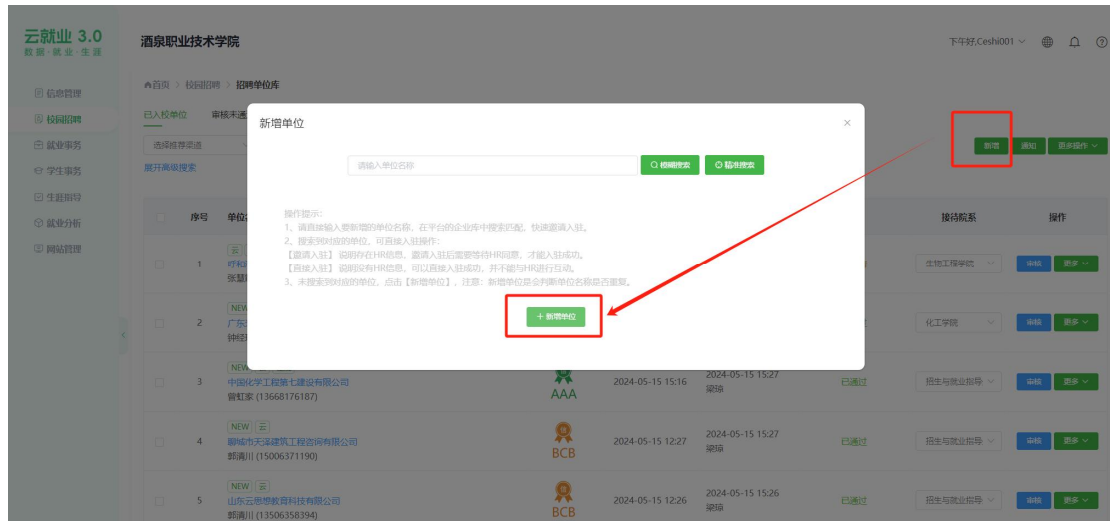 云就业 3.0
数据·就业·生涯
酒泉职业技术学院
下午好,Ceshi001
首页 > 校园招聘 > 招聘单位库
信息管理
校园招聘
就业事务
学生事务
生涯指导
就业分析
网站管理
已入校单位 审核未通
选择推荐渠道
展开高级搜索
新增 通知 更多操作
新增单位
请输入单位名称
模糊搜索 精准搜索
操作提示:
1、请直接输入要新增的单位名称,在平台的企业库中搜索匹配,快速邀请入驻。
2、搜索到对应的单位,可直接入驻操作:
【邀请入驻】 说明存在HR信息,邀请入驻后需要等待HR同意,才能入驻成功。
【直接入驻】 说明没有HR信息,可以直接入驻成功,并不能与HR进行互动。
3、未搜索到对应的单位,点击【新增单位】,注意:新增单位是会判断单位名称是否重复。
+ 新增单位
序号 单位 接待院系 操作
1 云 生物工程学院 审核 更多
2 NEW 广东 化工学院 审核 更多
3 NEW 中国化学工程第七建设有限公司
曾虹家 (13668176187) AAA 2024-05-15 15:16 2024-05-15 15:27 梁琼 已通过 招生与就业指导 审核 更多
4 NEW 云
聊城市天泽建筑工程咨询有限公司
郭清川 (15006371190) BCB 2024-05-15 12:27 2024-05-15 15:27 梁琼 已通过 招生与就业指导 审核 更多
5 NEW 云
山东云思想教育科技有限公司
郭清川 (13506358394) BCB 2024-05-15 12:26 2024-05-15 15:26 梁琼 已通过 招生与就业指导 审核 更多